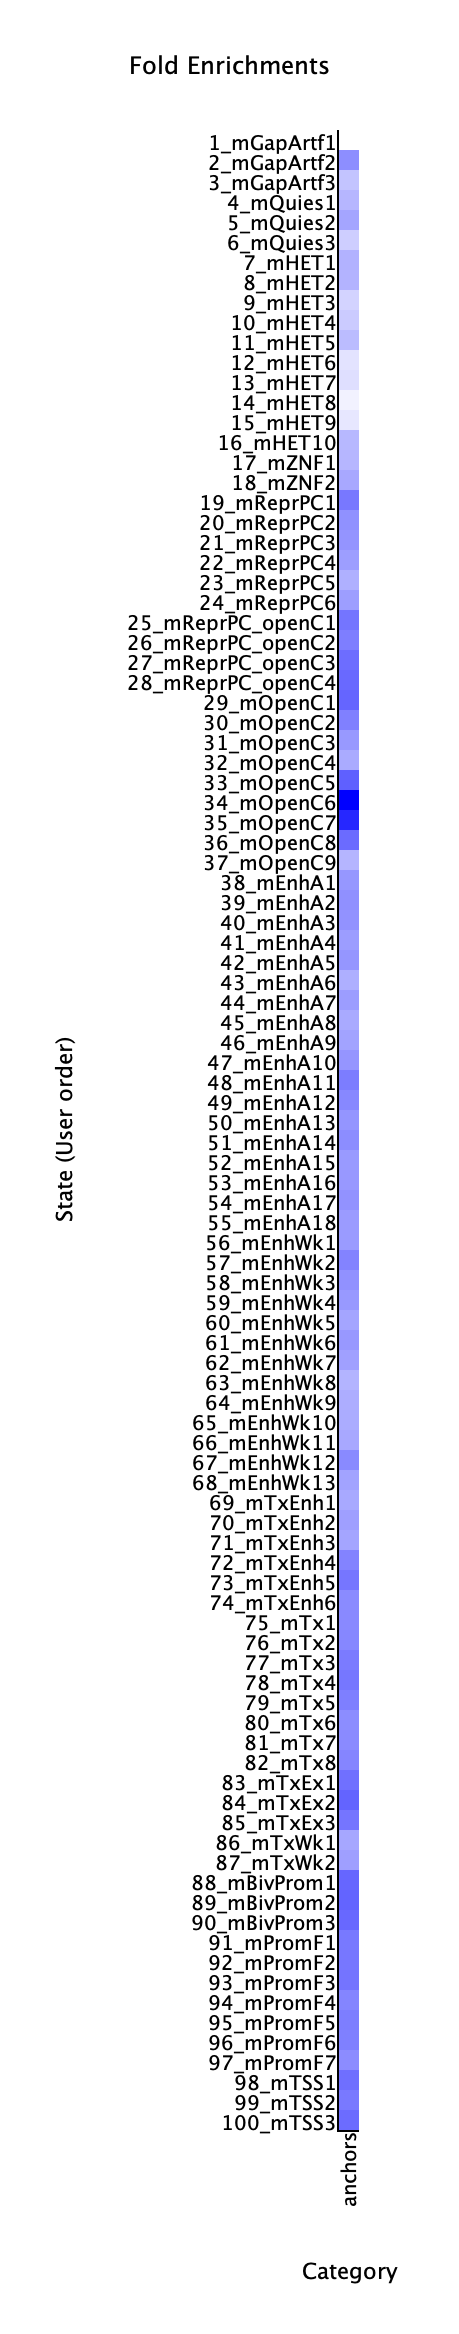 Fold Enrichments
1_mGapArtf1
2_mGapArtf2
3_mGapArtf3
4_mQuies1
5_mQuies2
6_mQuies3
7_mHET1
8_mHET2
9_mHET3
10_mHET4
11_mHET5
12_mHET6
13_mHET7
14_mHET8
15_mHET9
16_mHET10
17_mZNF1
18_mZNF2
19_mReprPC1
20_mReprPC2
21_mReprPC3
22_mReprPC4
23_mReprPC5
24_mReprPC6
25_mReprPC_openC1
26_mReprPC_openC2
27_mReprPC_openC3
28_mReprPC_openC4
29_mOpenC1
30_mOpenC2
31_mOpenC3
32_mOpenC4
33_mOpenC5
34_mOpenC6
35_mOpenC7
36_mOpenC8
37_mOpenC9
38_mEnhA1
39_mEnhA2
40_mEnhA3
41_mEnhA4
42_mEnhA5
43_mEnhA6
44_mEnhA7
45_mEnhA8
46_mEnhA9
47_mEnhA10
48_mEnhA11
49_mEnhA12
50_mEnhA13
51_mEnhA14
52_mEnhA15
53_mEnhA16
54_mEnhA17
55_mEnhA18
56_mEnhWk1
57_mEnhWk2
58_mEnhWk3
59_mEnhWk4
60_mEnhWk5
61_mEnhWk6
62_mEnhWk7
63_mEnhWk8
64_mEnhWk9
65_mEnhWk10
66_mEnhWk11
67_mEnhWk12
68_mEnhWk13
69_mTxEnh1
70_mTxEnh2
71_mTxEnh3
72_mTxEnh4
73_mTxEnh5
74_mTxEnh6
75_mTx1
76_mTx2
77_mTx3
78_mTx4
79_mTx5
80_mTx6
81_mTx7
82_mTx8
83_mTxEx1
84_mTxEx2
85_mTxEx3
86_mTxWk1
87_mTxWk2
88_mBivProm1
89_mBivProm2
90_mBivProm3
91_mPromF1
92_mPromF2
93_mPromF3
94_mPromF4
95_mPromF5
96_mPromF6
97_mPromF7
98_mTSS1
99_mTSS2
100_mTSS3
State (User order)
anchors
Category